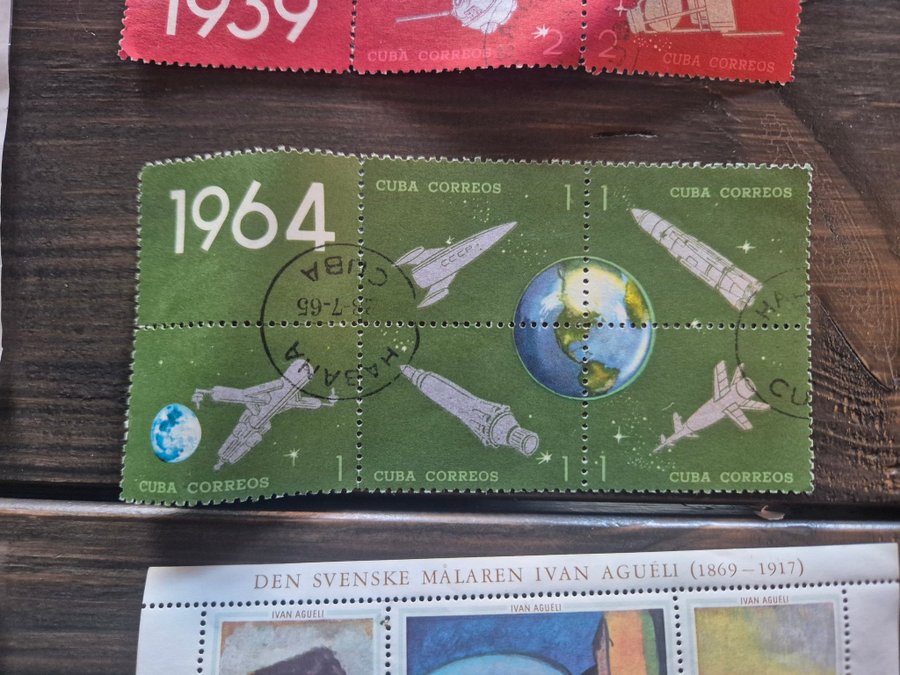 1939
CUBA CORREOS 2
2 CUBA CORREOS
1964
CUBA CORREOS 1
1 CUBA CORREOS
CCCP
CUBA
-7-65
HABANA
HA
CU
1
CUBA CORREOS
CUBA CORREOS 1
1 CUBA CORREOS
DEN SVENSKE MÅLAREN IVAN AGUÉLI (1869–1917)
IVAN AGUÉLI
IVAN AGUÉLI
IVAN AGUÉLI